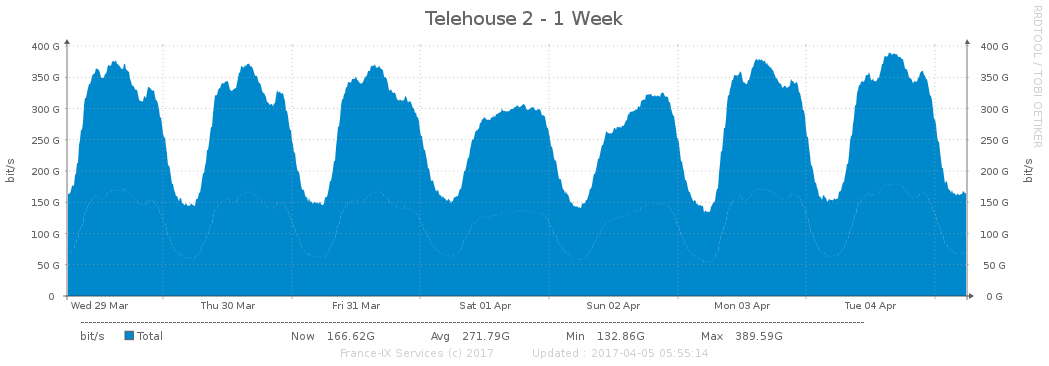 Telehouse 2 - 1 Week
RRDTOOL / TOBI OETIKER
400 G 400 G
350 G 350 G
300 G 300 G
250 G 250 G
200 G 200 G
150 G 150 G
100 G 100 G
50 G 50 G
0 0 G
bit/s bit/s
Wed 29 Mar Thu 30 Mar Fri 31 Mar Sat 01 Apr Sun 02 Apr Mon 03 Apr Tue 04 Apr
bit/s Total Now 166.62G Avg 271.79G Min 132.86G Max 389.59G
France-IX Services (c) 2017 Updated : 2017-04-05 05:55:14